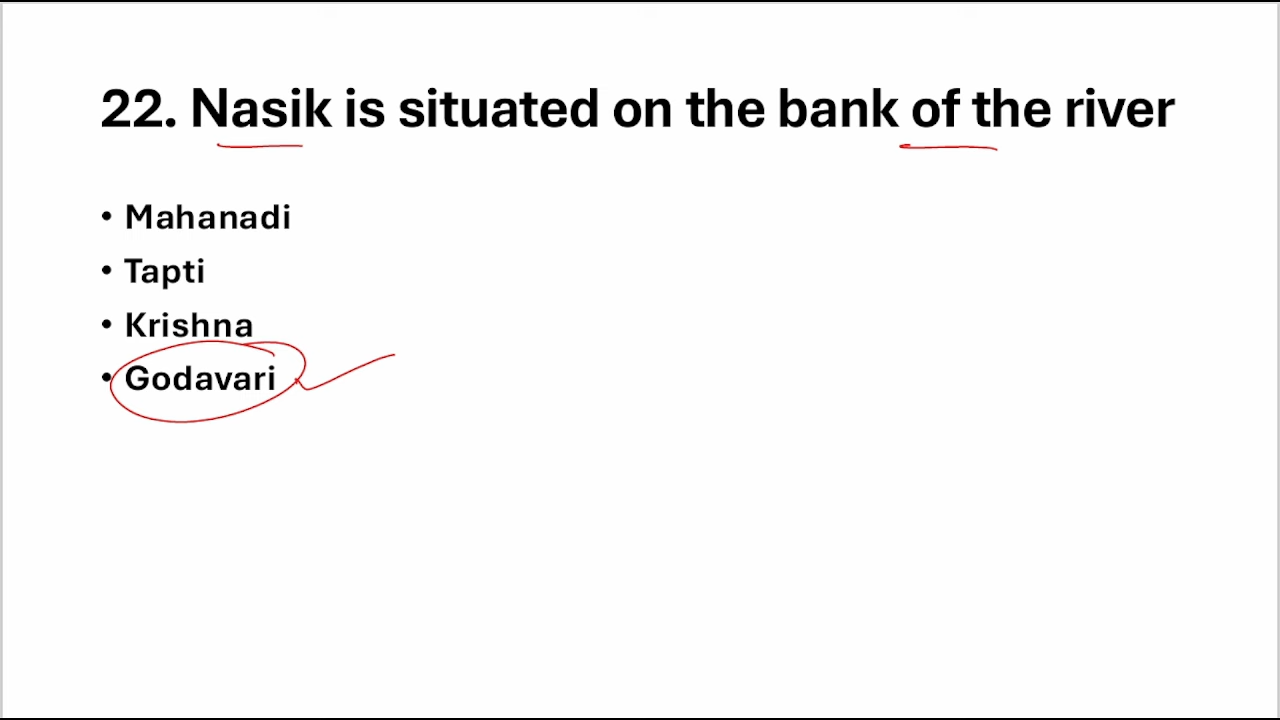 22. Nasik is situated on the bank of the river
• Mahanadi
• Tapti
• Krishna
• Godavari